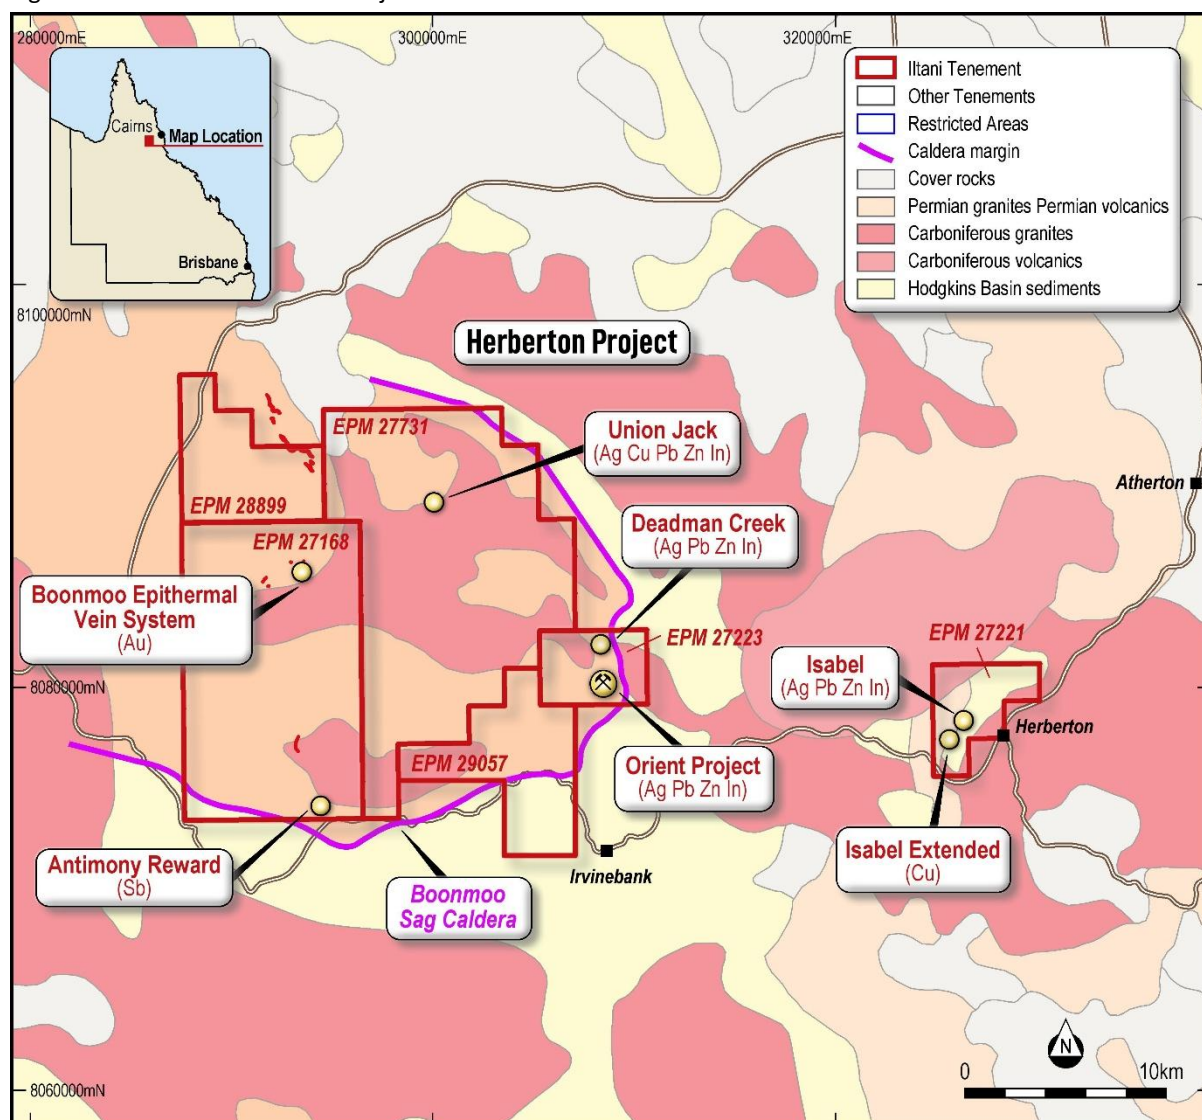 280000mE
300000mE
320000mE
Cairns
Map Location
Brisbane
Iltani Tenement
Other Tenements
Restricted Areas
Caldera margin
Cover rocks
Permian granites Permian volcanics
Carboniferous granites
Carboniferous volcanics
Hodgkins Basin sediments
8100000mN
Herberton Project
EPM 27731
Union Jack
(Ag Cu Pb Zn In)
Atherton
EPM 28899
Deadman Creek
(Ag Pb Zn In)
EPM 27168
Boonmoo Epithermal
Vein System
(Au)
EPM 27223
EPM 27221
Isabel
(Ag Pb Zn In)
8080000mN
Herberton
EPM 29057
Orient Project
(Ag Pb Zn In)
Antimony Reward
(Sb)
Isabel Extended
(Cu)
Irvinebank
Boonmoo
Sag Caldera
N
0
10km
8060000mN